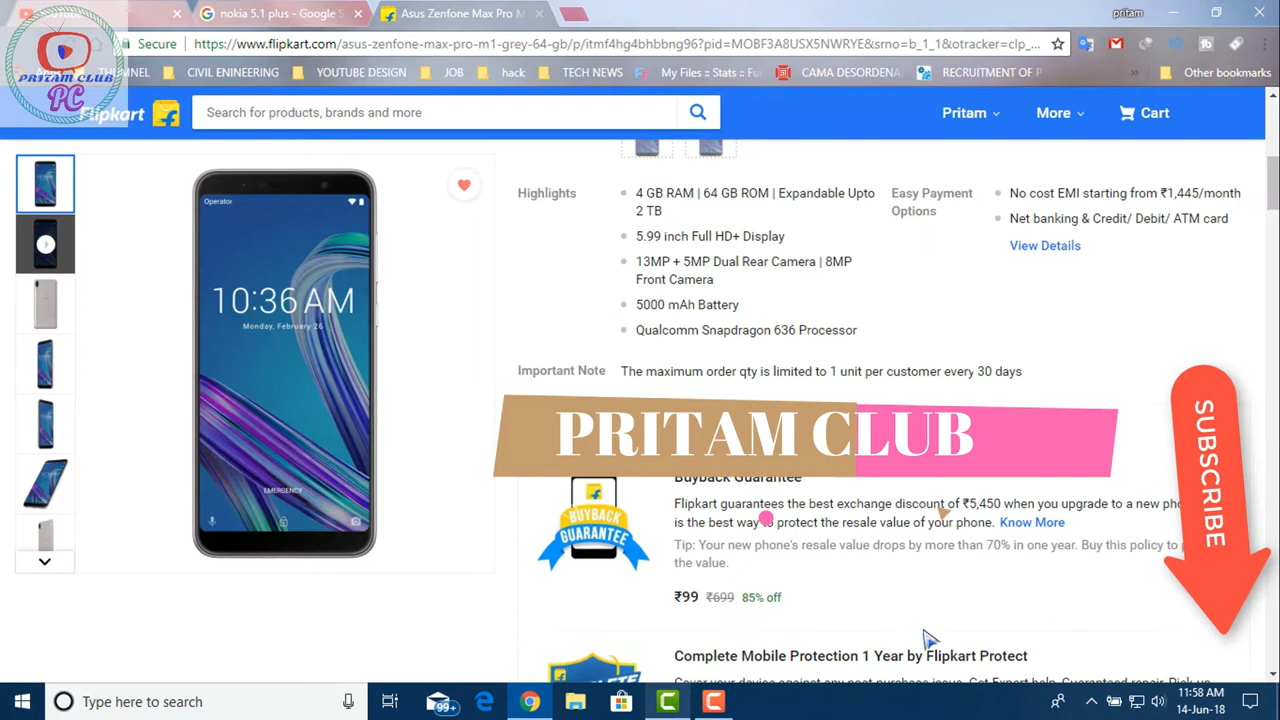 nokia 5.1 plus - Google S
Asus Zenfone Max Pro M
pritam
Secure
https://www.flipkart.com/asus-zenfone-max-pro-m1-grey-64-gb/p/itmf4hg4bhbbng96?pid=MOBF3A8USX5NWRYE&srno=b_1_1&otracker=clp_...
CIVIL ENINEERING
YOUTUBE DESIGN
JOB
hack
TECH NEWS
My Files :: Stats :: Fu
CAMA DESORDENA
RECRUITMENT OF P
»
Other bookmarks
PRITAM CLUB
PC
Flipkart
Search for products, brands and more
Pritam
More
Cart
Highlights
4 GB RAM | 64 GB ROM | Expandable Upto
2 TB
5.99 inch Full HD+ Display
13MP + 5MP Dual Rear Camera | 8MP
Front Camera
5000 mAh Battery
Qualcomm Snapdragon 636 Processor
Easy Payment
Options
No cost EMI starting from ₹1,445/month
Net banking & Credit/ Debit/ ATM card
View Details
Operator
10:36 AM
Monday, February 26
EMERGENCY
Important Note
The maximum order qty is limited to 1 unit per customer every 30 days
PRITAM CLUB
SUBSCRIBE
Buyback Guarantee
BUYBACK
GUARANTEE
Flipkart guarantees the best exchange discount of ₹5,450 when you upgrade to a new
is the best way to protect the resale value of your phone. Know More
Tip: Your new phone's resale value drops by more than 70% in one year. Buy this policy to
the value.
₹99 ₹699 85% off
Complete Mobile Protection 1 Year by Flipkart Protect
Type here to search
99+
11:58 AM
14-Jun-18